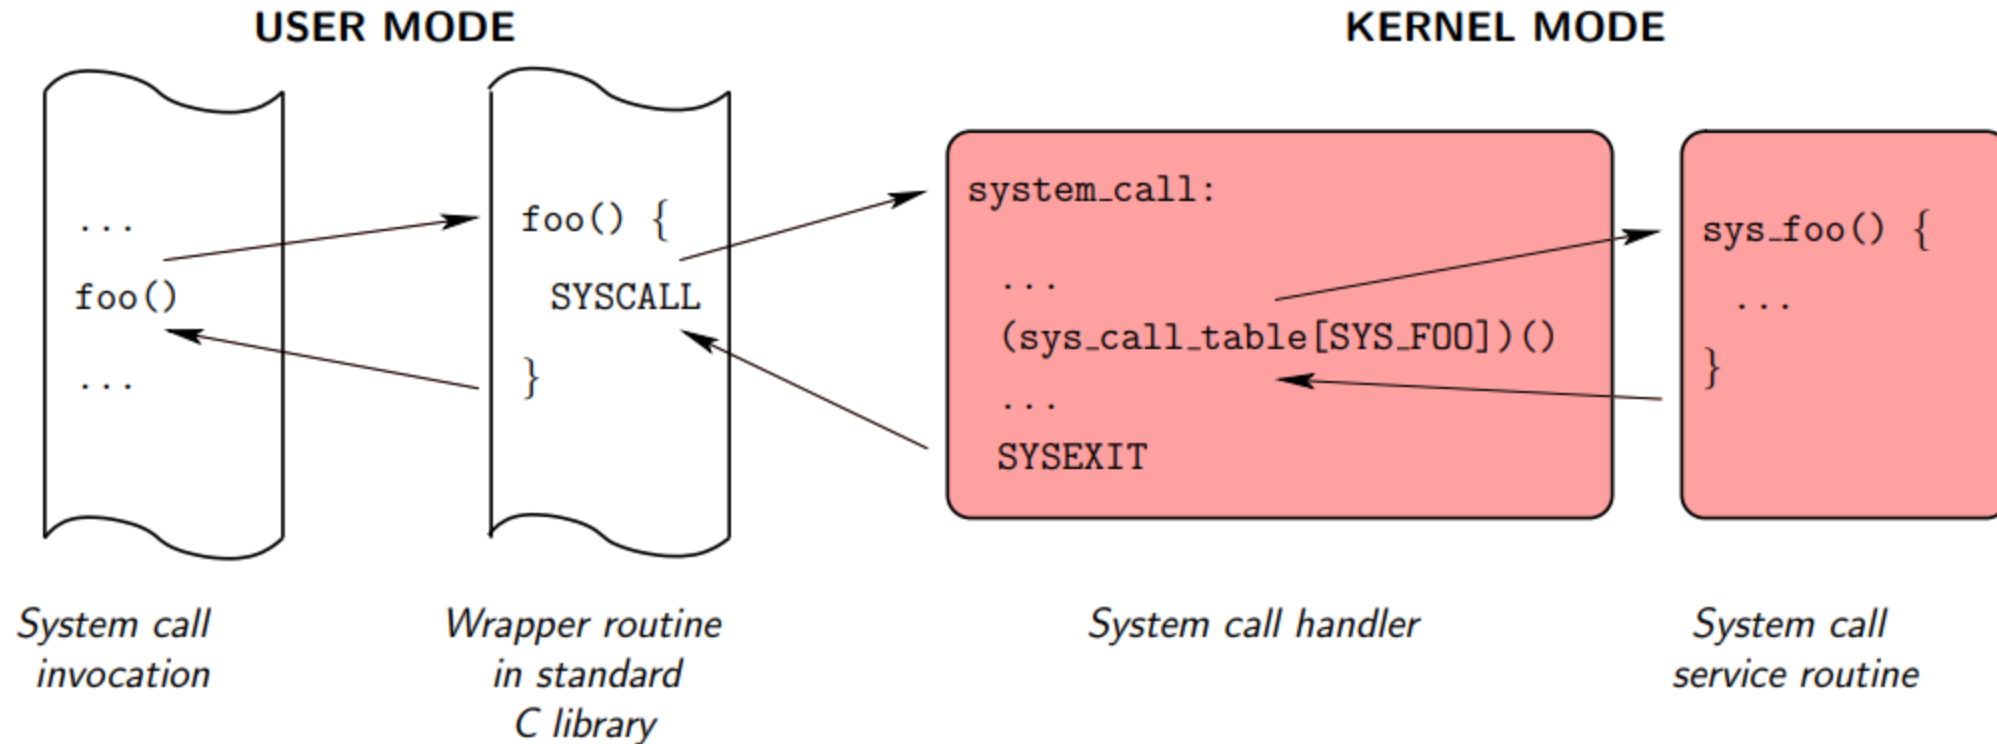 USER MODE
KERNEL MODE
...
foo()
...
foo() {
SYSCALL
}
system_call:
...
(sys_call_table[SYS_FOO])()
...
SYSEXIT
sys_foo() {
...
}
System call
invocation
Wrapper routine
in standard
C library
System call handler
System call
service routine